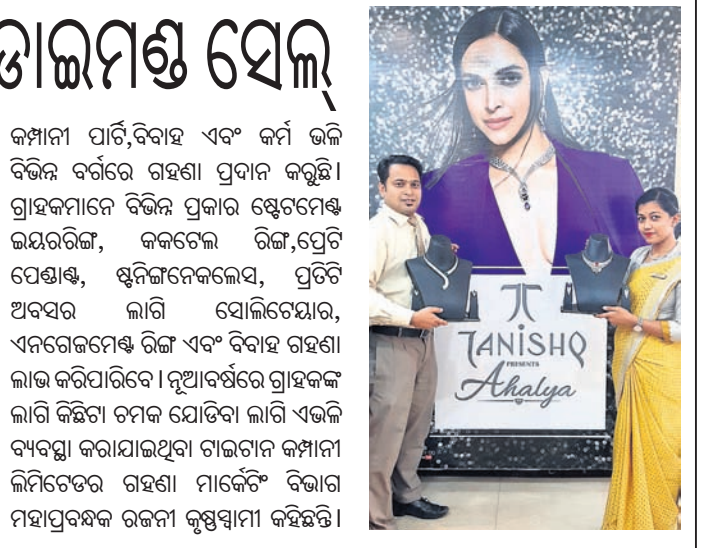 ଡାଇମଣ୍ଡ ସେଲ୍
କମ୍ପାନୀ ପାର୍ଟି,ବିବାହ ଏବଂ କର୍ମ ଭଳି
ବିଭିନ୍ନ ବର୍ଗରେ ଗହଣା ପ୍ରଦାନ କରୁଛି।
ଗ୍ରାହକମାନେ ବିଭିନ୍ନ ପ୍ରକାର ଷ୍ଟେଟମେଣ୍ଟ
ଇୟରରିଙ୍ଗ, କକଟେଲ ରିଙ୍ଗ,ପ୍ରେଟି
ପେଣ୍ଡାଣ୍ଟ, ଷ୍ଟନିଙ୍ଗନେକଲେସ, ପ୍ରତିଟି
ଅବସର ଲାଗି ସୋଲିଟେୟାର,
ଏନଗେଜମେଣ୍ଟ ରିଙ୍ଗ ଏବଂ ବିବାହ ଗହଣା
ଲାଭ କରିପାରିବେ।ନୂଆବର୍ଷରେ ଗ୍ରାହକଙ୍କ
ଲାଗି କିଛିଟା ଚମକ ଯୋଡିବା ଲାଗି ଏଭଳି
ବ୍ୟବସ୍ଥା କରାଯାଇଥିବା ଟାଇଟାନ କମ୍ପାନୀ
ଲିମିଟେଡର ଗହଣା ମାର୍କେଟିଂ ବିଭାଗ
ମହାପ୍ରବନ୍ଧକ ରଜନୀ କୃଷ୍ଣସ୍ୱାମୀ କହିଛନ୍ତି।
TANISHQ
PRESENTS
Ahalya